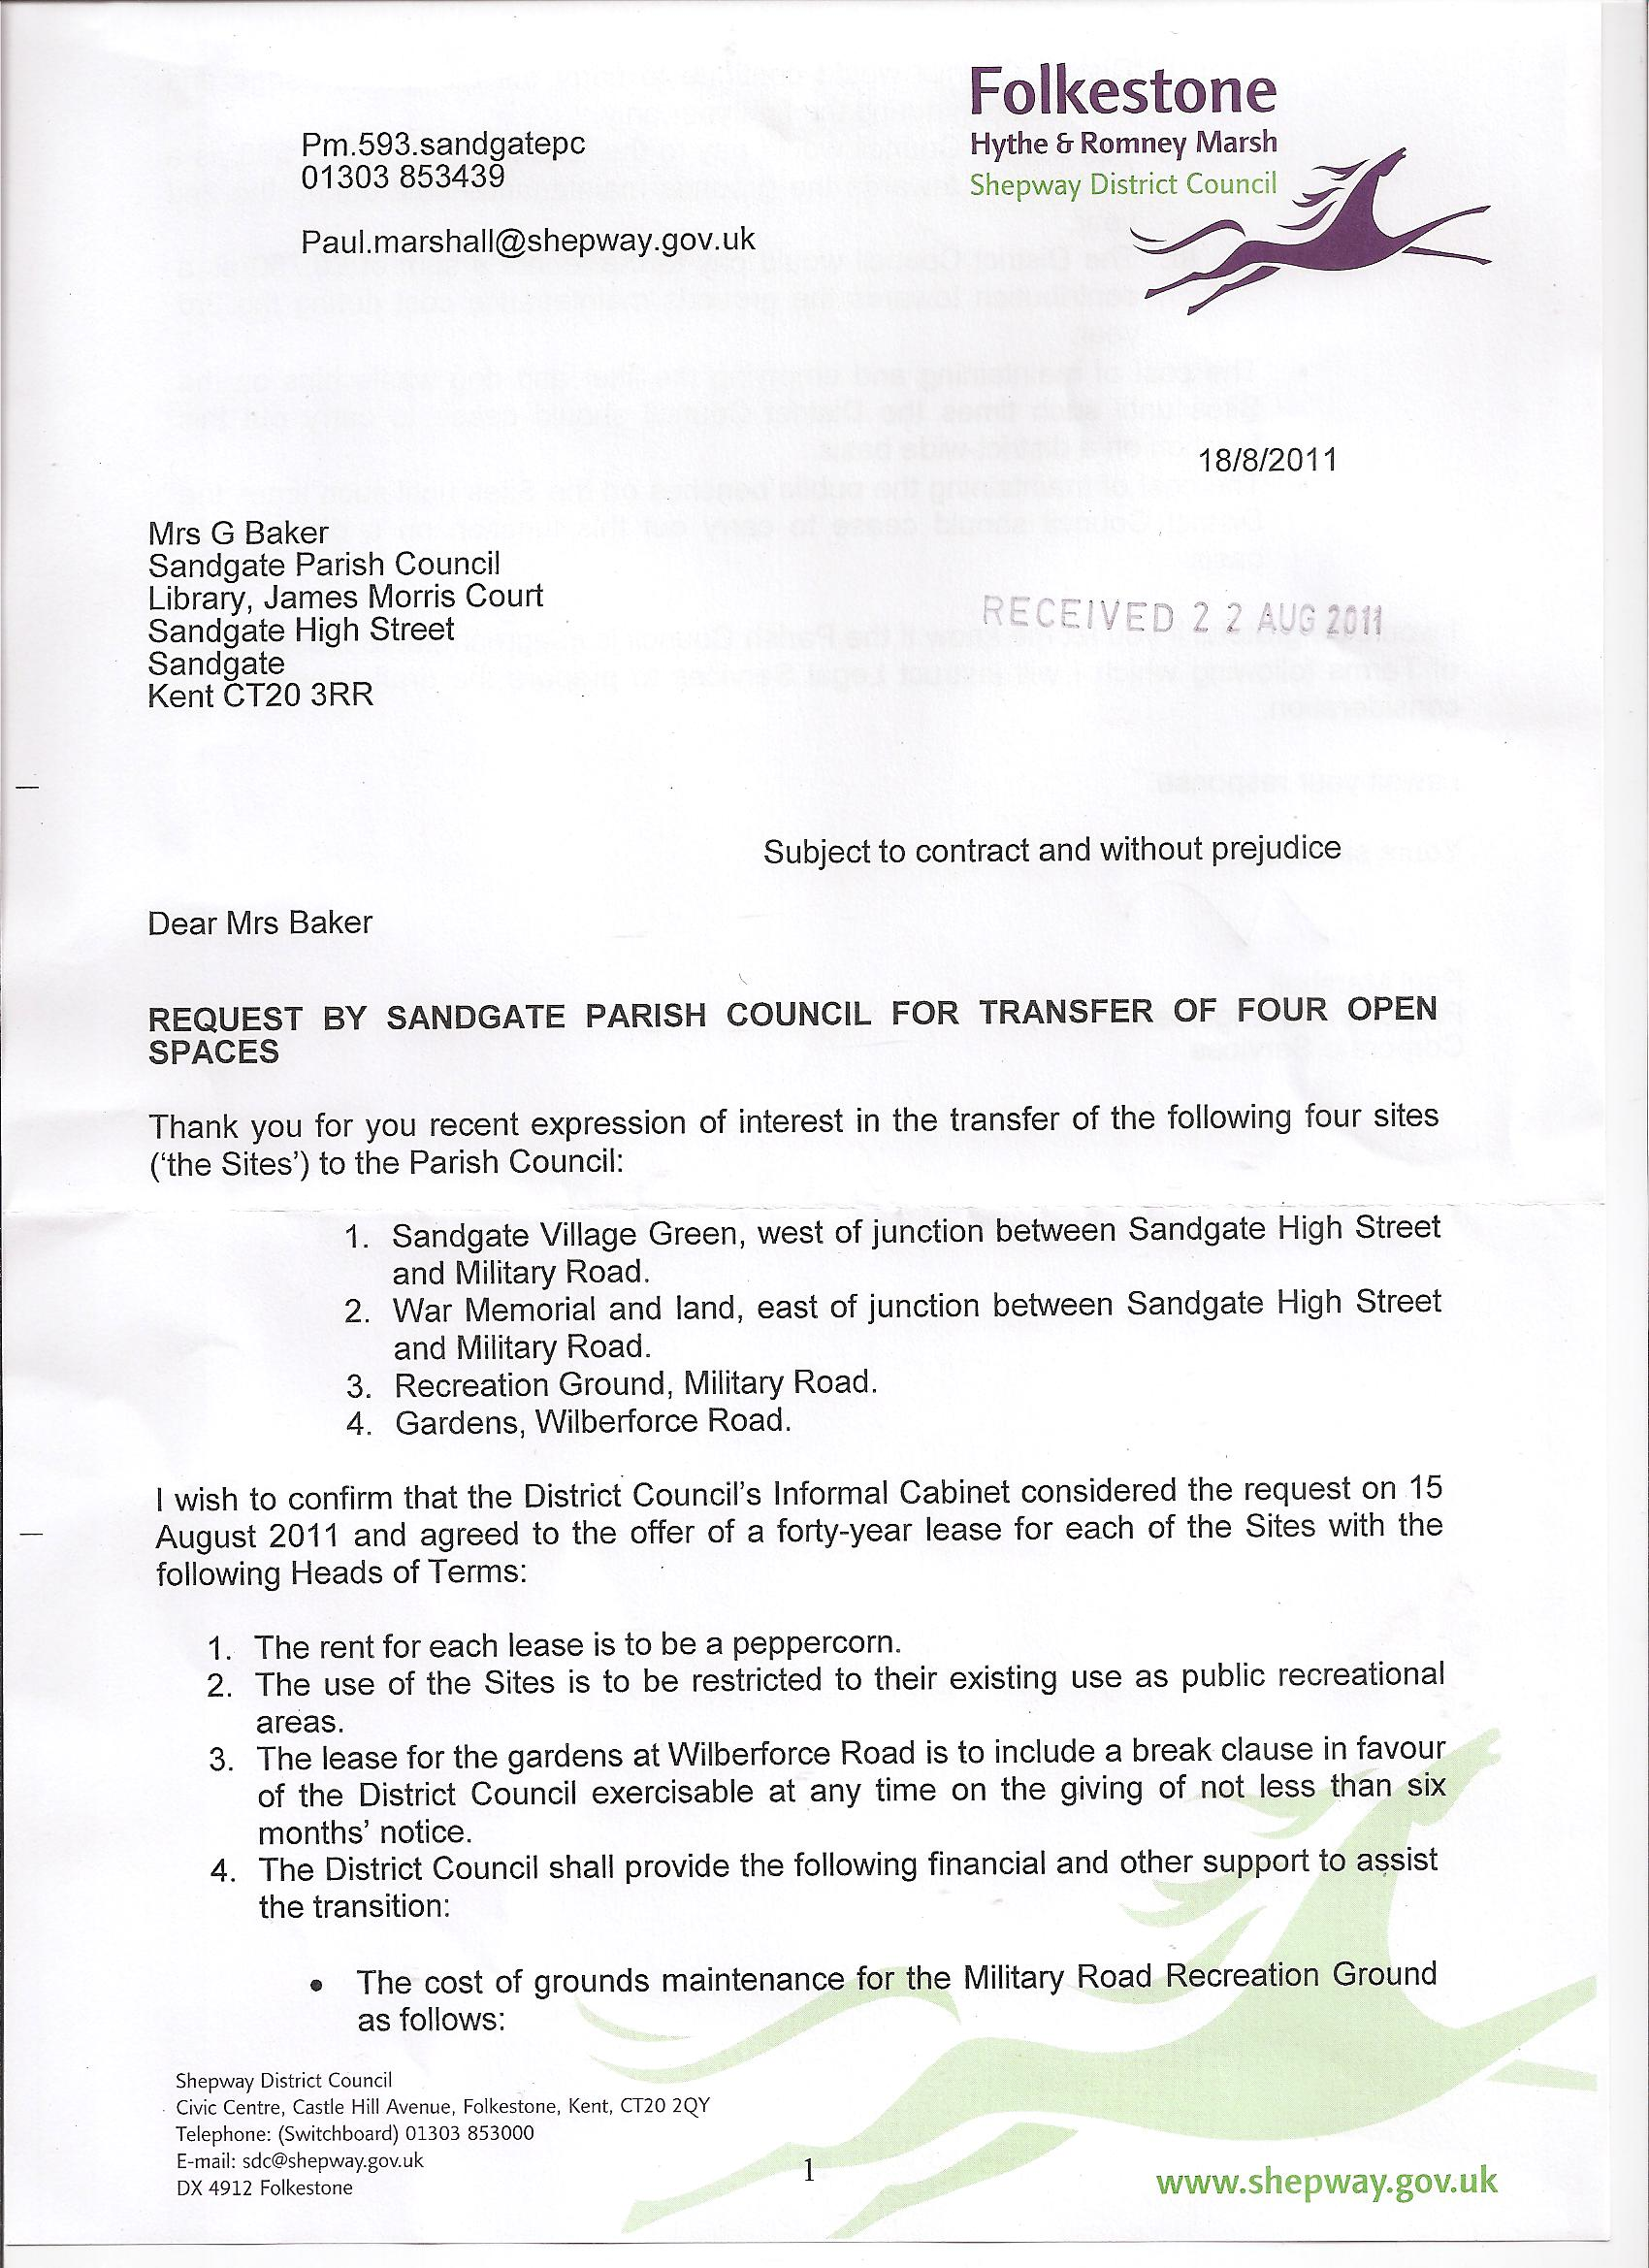 Folkestone
Hythe & Romney Marsh
Shepway District Council
Pm.593.sandgatepc
01303 853439
Paul.marshall@shepway.gov.uk
18/8/2011
Mrs G Baker
Sandgate Parish Council
Library, James Morris Court
Sandgate High Street
Sandgate
Kent CT20 3RR
RECEIVED 22 AUG 2011
Subject to contract and without prejudice
Dear Mrs Baker
REQUEST BY SANDGATE PARISH COUNCIL FOR TRANSFER OF FOUR OPEN
SPACES
Thank you for you recent expression of interest in the transfer of the following four sites
(‘the Sites’) to the Parish Council:
1. Sandgate Village Green, west of junction between Sandgate High Street
and Military Road.
2. War Memorial and land, east of junction between Sandgate High Street
and Military Road.
3. Recreation Ground, Military Road.
4. Gardens, Wilberforce Road.
I wish to confirm that the District Council’s Informal Cabinet considered the request on 15
August 2011 and agreed to the offer of a forty-year lease for each of the Sites with the
following Heads of Terms:
1. The rent for each lease is to be a peppercorn.
2. The use of the Sites is to be restricted to their existing use as public recreational
areas.
3. The lease for the gardens at Wilberforce Road is to include a break clause in favour
of the District Council exercisable at any time on the giving of not less than six
months’ notice.
4. The District Council shall provide the following financial and other support to assist
the transition:
• The cost of grounds maintenance for the Military Road Recreation Ground
as follows:
Shepway District Council
Civic Centre, Castle Hill Avenue, Folkestone, Kent, CT20 2QY
Telephone: (Switchboard) 01303 853000
E-mail: sdc@shepway.gov.uk
DX 4912 Folkestone
1
www.shepway.gov.uk